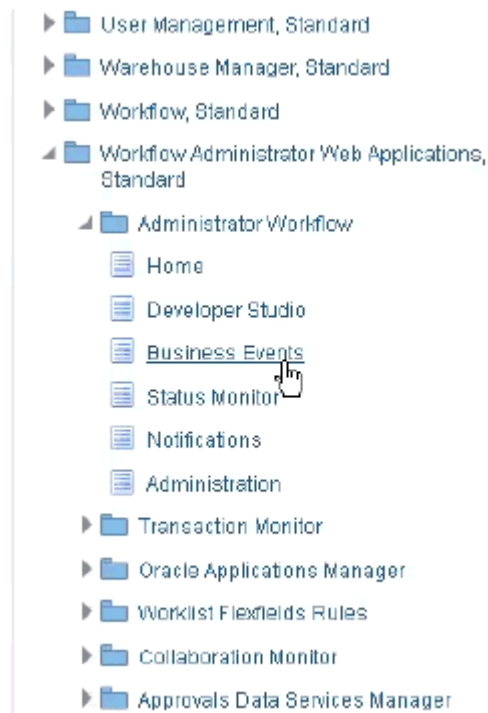 User Management, Standard
Warehouse Manager, Standard
Workflow, Standard
Workflow Administrator Web Applications,
Standard
Administrator Workflow
Home
Developer Studio
Business Events
Status Monitor
Notifications
Administration
Transaction Monitor
Oracle Applications Manager
Worklist Flexfields Rules
Collaboration Monitor
Approvals Data Services Manager